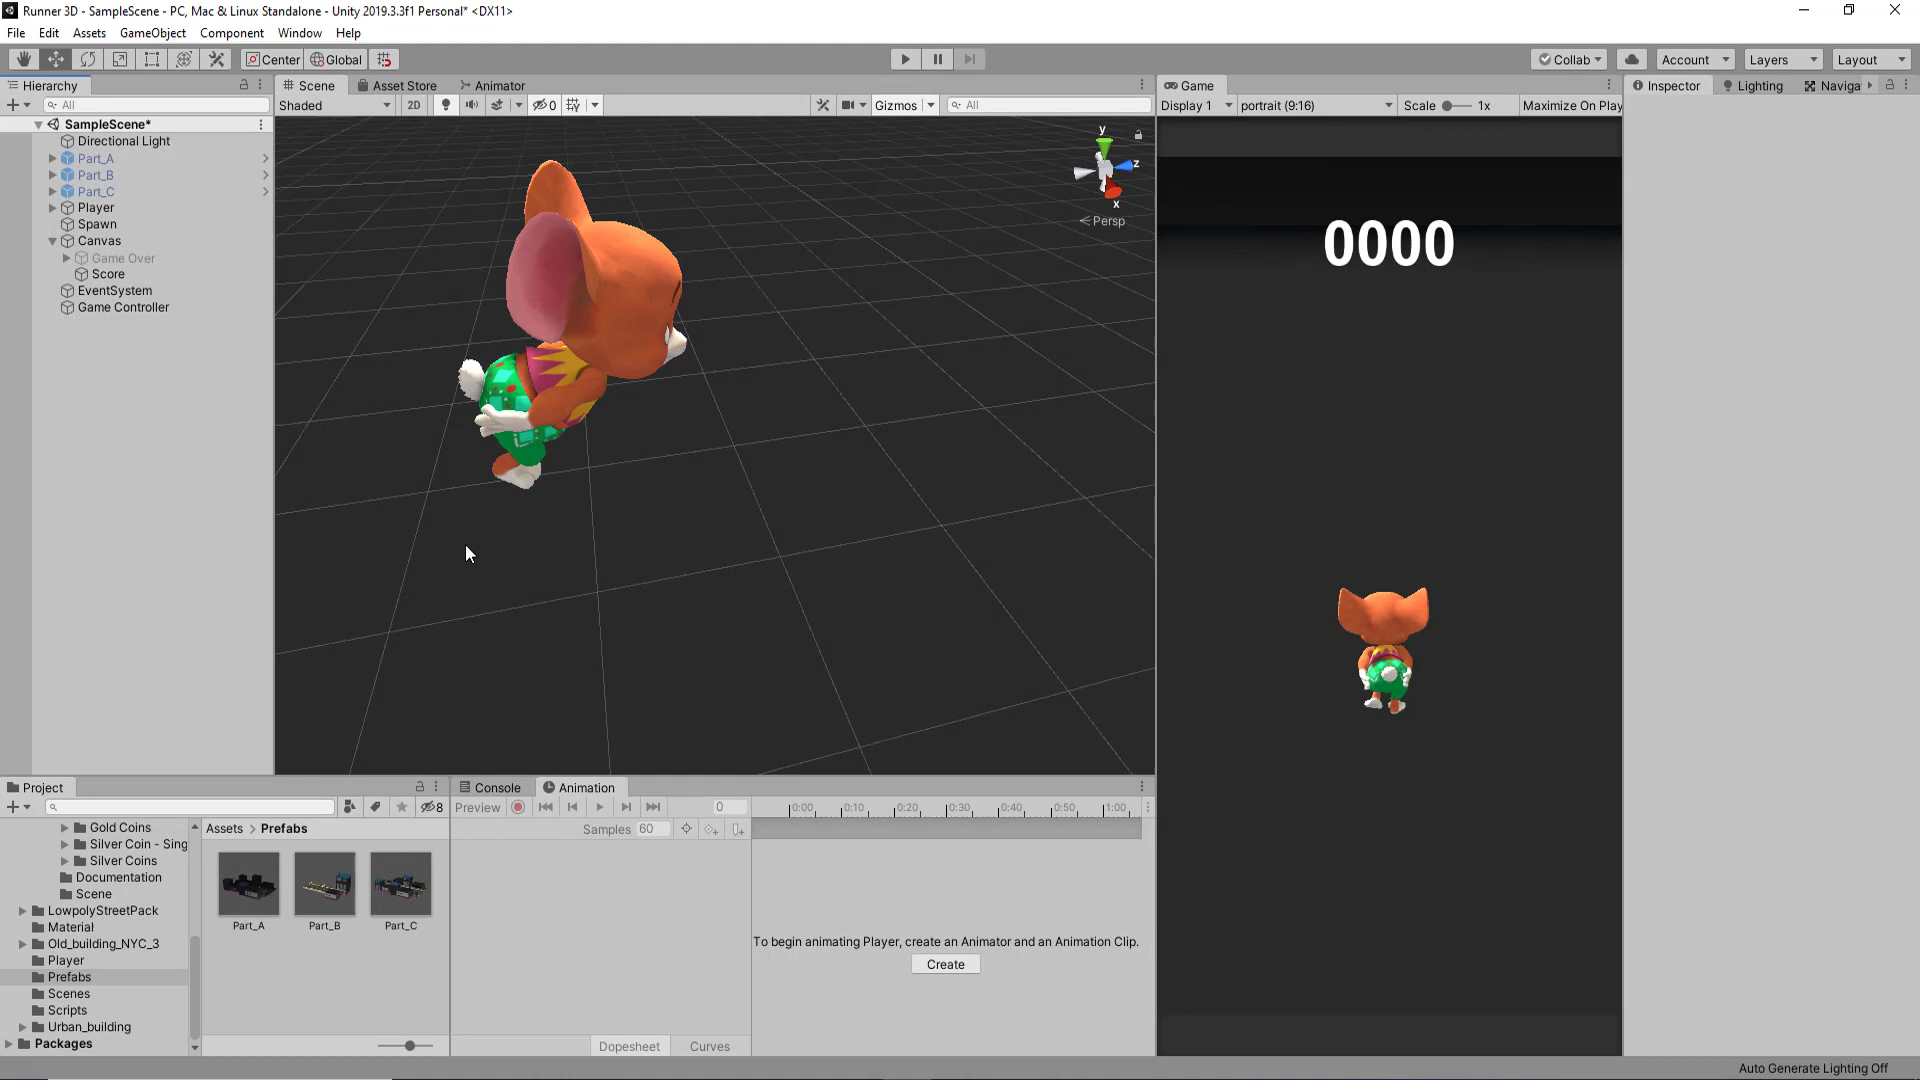 Runner 3D - SampleScene - PC, Mac & Linux Standalone - Unity 2019.3.3f1 Personal* <DX11>
File Edit Assets GameObject Component Window Help
Center Global Collab Account Layers Layout
Hierarchy
All
SampleScene*
Directional Light
Part_A
Part_B
Part_C
Player
Spawn
Canvas
Game Over
Score
EventSystem
Game Controller
Scene Asset Store Animator
Shaded 2D 0 Gizmos All
y
z
x
Persp
Game
Display 1 portrait (9:16) Scale 1x Maximize On Play
0000
Inspector Lighting Naviga
Project
8
Gold Coins
Silver Coin - Sing
Silver Coins
Documentation
Scene
LowpolyStreetPack
Material
Old_building_NYC_3
Player
Prefabs
Scenes
Scripts
Urban_building
Packages
Assets > Prefabs
Part_A Part_B Part_C
Console Animation
Preview 0 0:00 0:10 0:20 0:30 0:40 0:50 1:00
Samples 60
To begin animating Player, create an Animator and an Animation Clip.
Create
Dopesheet Curves
Auto Generate Lighting Off